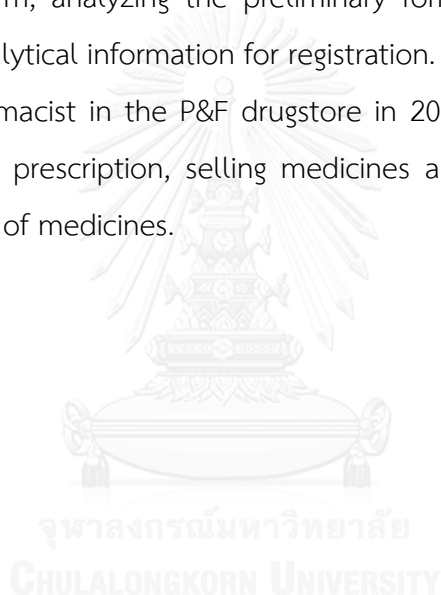 analyzing the preliminary
lytical information for registration.
macist in the P&F drugstore in 20
prescription, selling medicines a
of medicines.
จุฬาลงกรณ์มหาวิทยาลัย
CHULALONGKORN UNIVERSITY